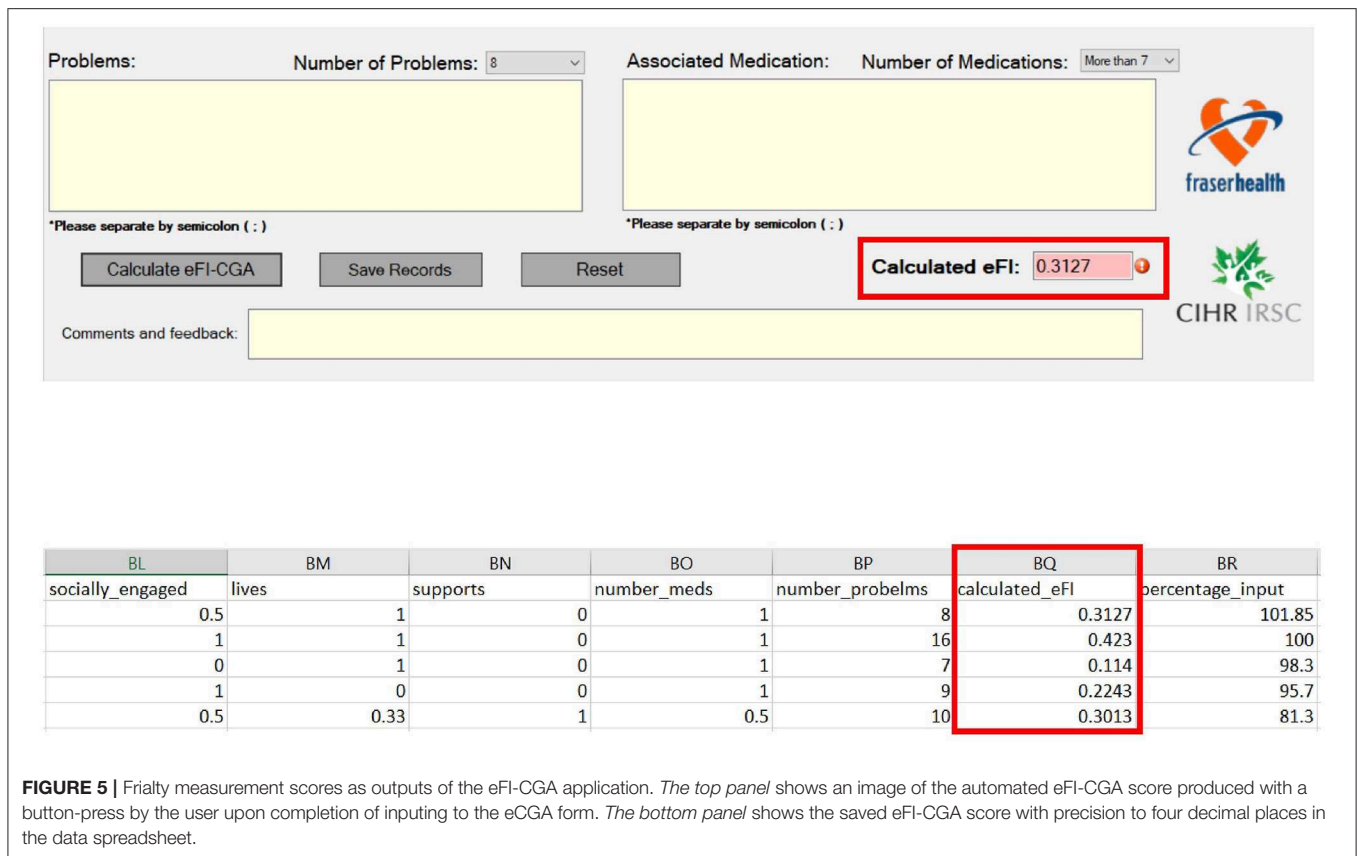 Problems: Number of Problems: 8 Associated Medication: Number of Medications: More than 7
fraserhealth
*Please separate by semicolon ( ; ) *Please separate by semicolon ( ; )
Calculate eFI-CGA Save Records Reset Calculated eFI: 0.3127
CIHR IRSC
Comments and feedback:
BL BM BN BO BP BQ BR
socially_engaged lives supports number_meds number_probelms calculated_eFI percentage_input
0.5 1 0 1 8 0.3127 101.85
1 1 0 1 16 0.423 100
0 1 0 1 7 0.114 98.3
1 0 0 1 9 0.2243 95.7
0.5 0.33 1 0.5 10 0.3013 81.3
FIGURE 5 | Frialty measurement scores as outputs of the eFI-CGA application. The top panel shows an image of the automated eFI-CGA score produced with a
button-press by the user upon completion of inputing to the eCGA form. The bottom panel shows the saved eFI-CGA score with precision to four decimal places in
the data spreadsheet.